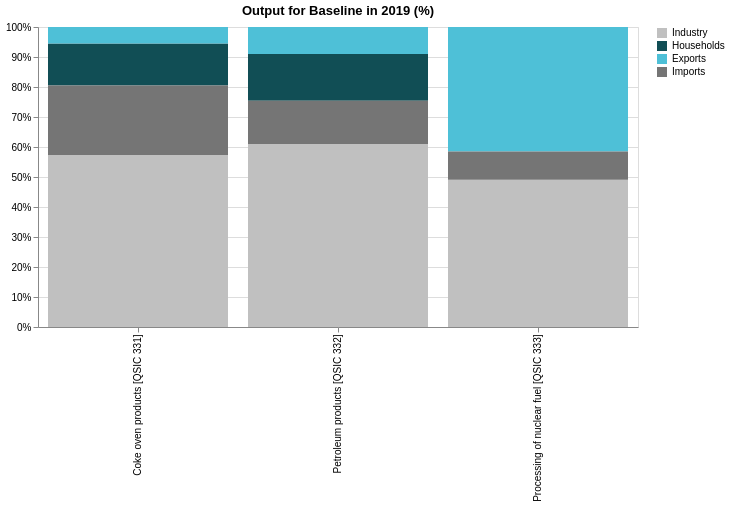 Output for Baseline in 2019 (%)
100%
90%
80%
70%
60%
50%
40%
30%
20%
10%
0%
Coke oven products [QSIC 331]
Petroleum products [QSIC 332]
Processing of nuclear fuel [QSIC 333]
Industry
Households
Exports
Imports